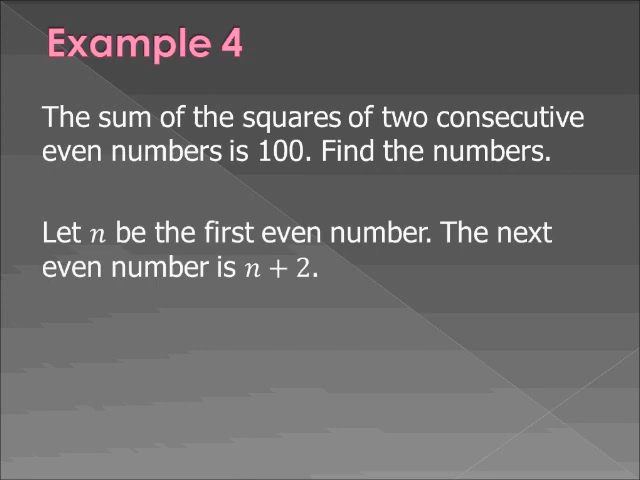 Example 4
The sum of the squares of two consecutive
even numbers is 100. Find the numbers.
Let 𝑛 be the first even number. The next
even number is 𝑛 + 2.